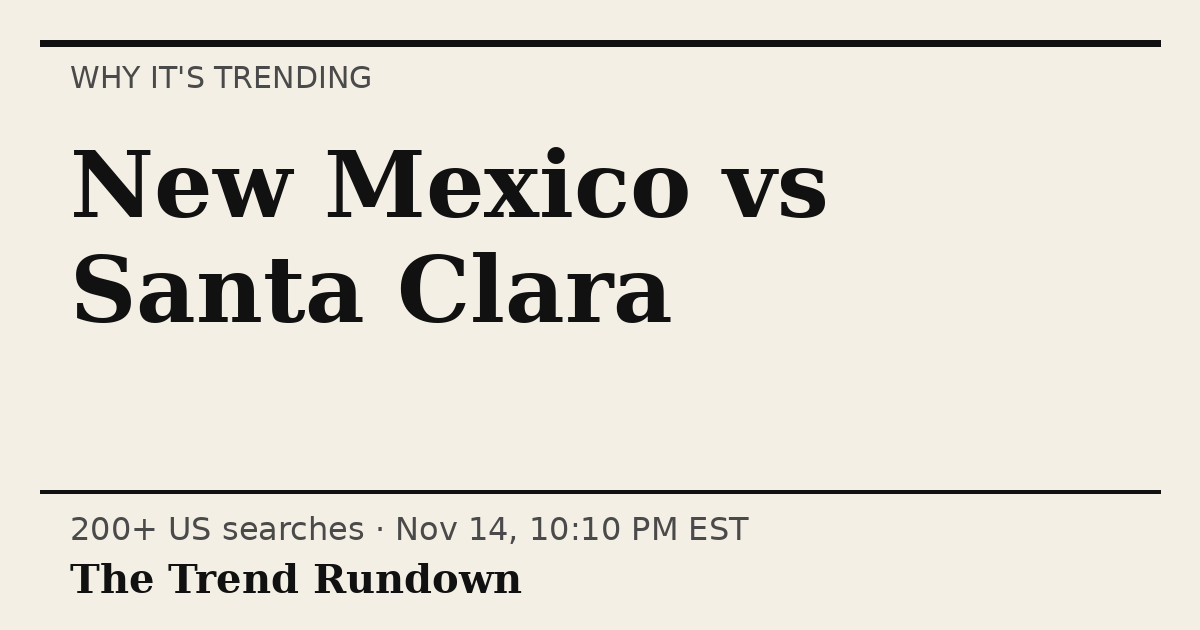 WHY IT'S TRENDING
New Mexico vs
Santa Clara
200+ US searches · Nov 14, 10:10 PM EST
The Trend Rundown